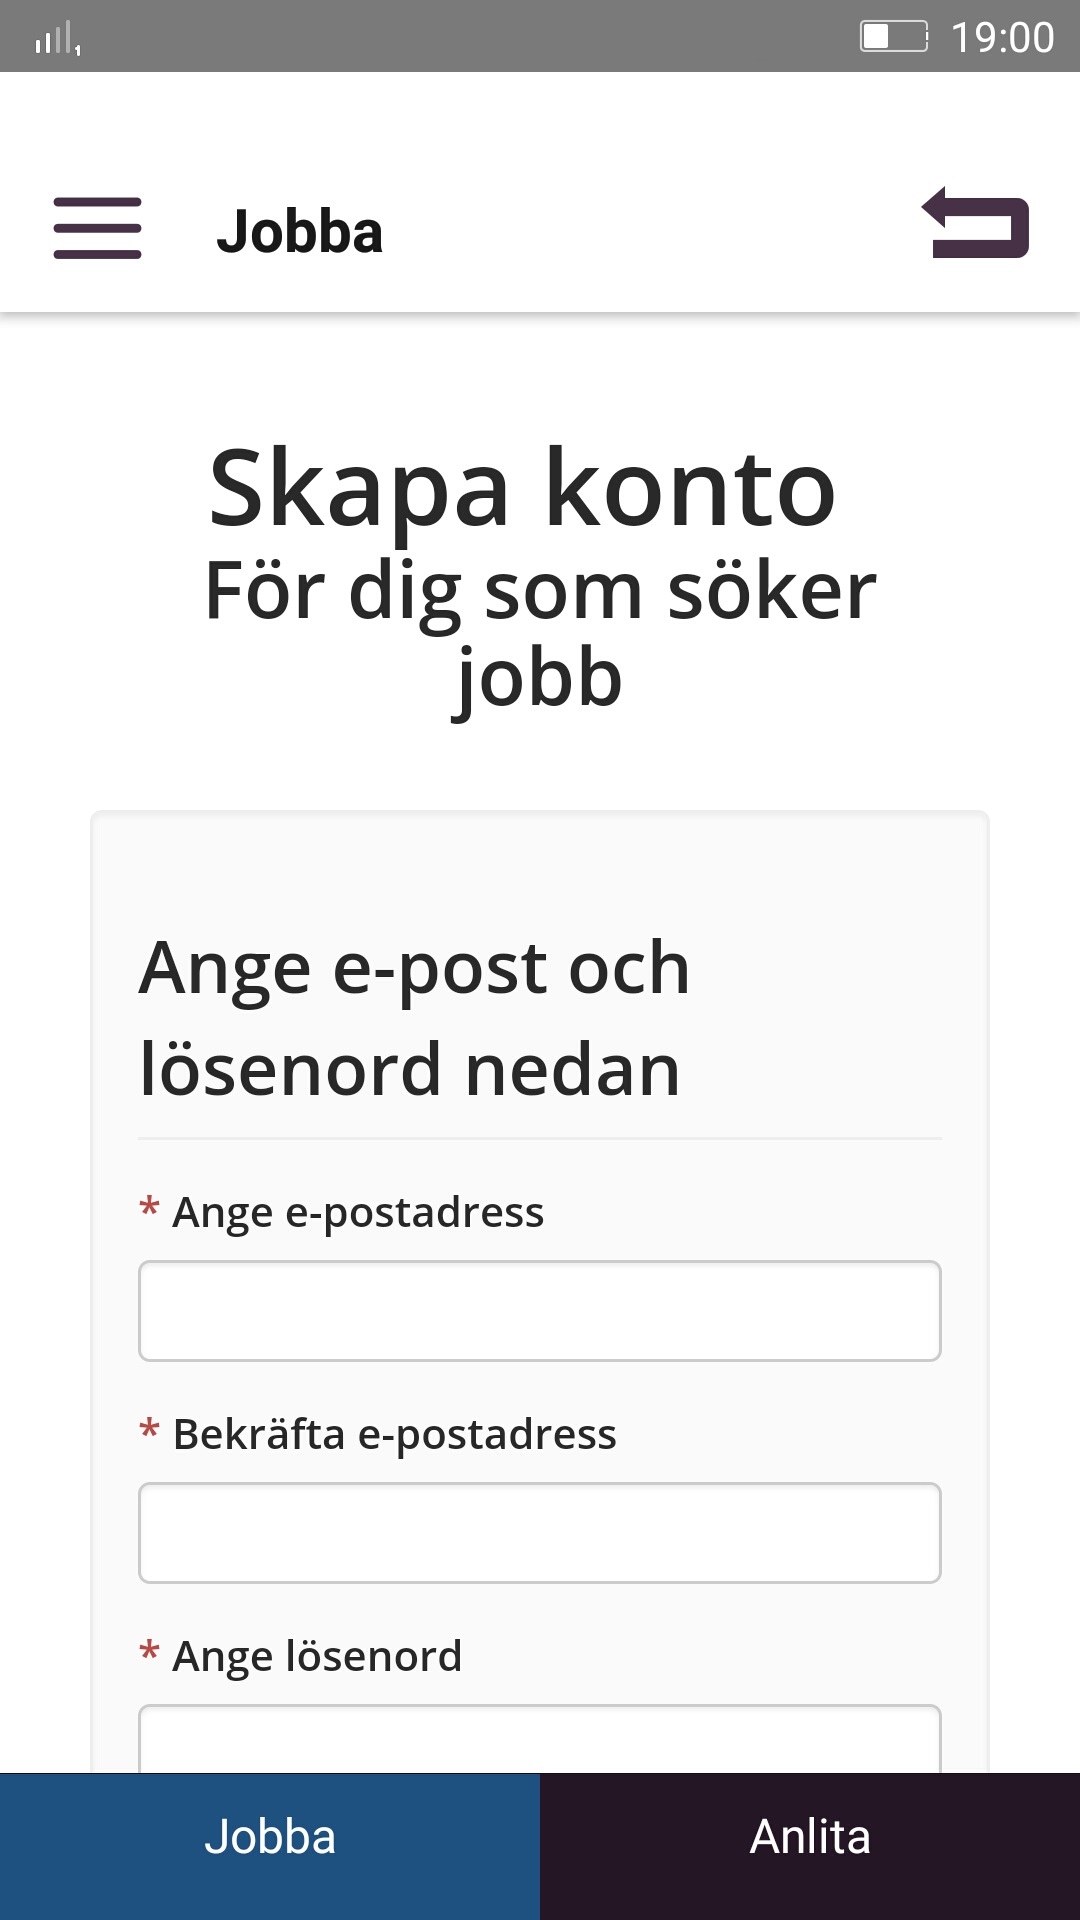 19:00
Jobba
Skapa konto
För dig som söker
jobb
Ange e-post och
lösenord nedan
* Ange e-postadress
* Bekräfta e-postadress
* Ange lösenord
Jobba Anlita